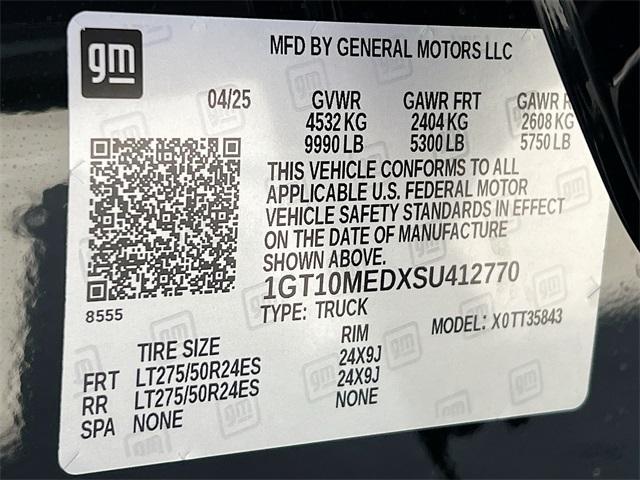 gm
MFD BY GENERAL MOTORS LLC
04/25 GVWR GAWR FRT GAWR
4532 KG 2404 KG 2608 KG
9990 LB 5300 LB 5750 LB
THIS VEHICLE CONFORMS TO ALL
APPLICABLE U.S. FEDERAL MOTOR
VEHICLE SAFETY STANDARDS IN EFFECT
ON THE DATE OF MANUFACTURE
SHOWN ABOVE.
1GT10MEDXSU412770
8555
TYPE: TRUCK MODEL: X0TT35843
TIRE SIZE RIM
FRT LT275/50R24ES 24X9J
RR LT275/50R24ES 24X9J
SPA NONE NONE